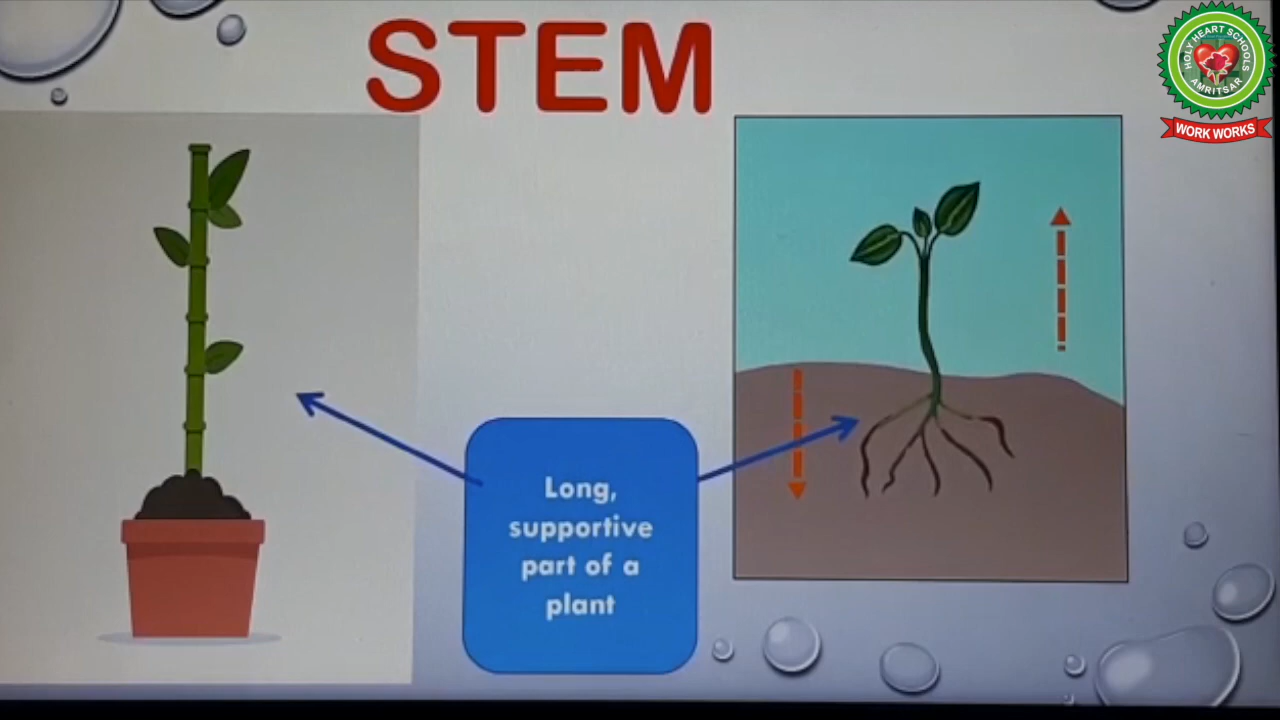 STEM
HOLY HEART SCHOOLS
AMRITSAR
WORK WORKS
Long,
supportive
part of a
plant